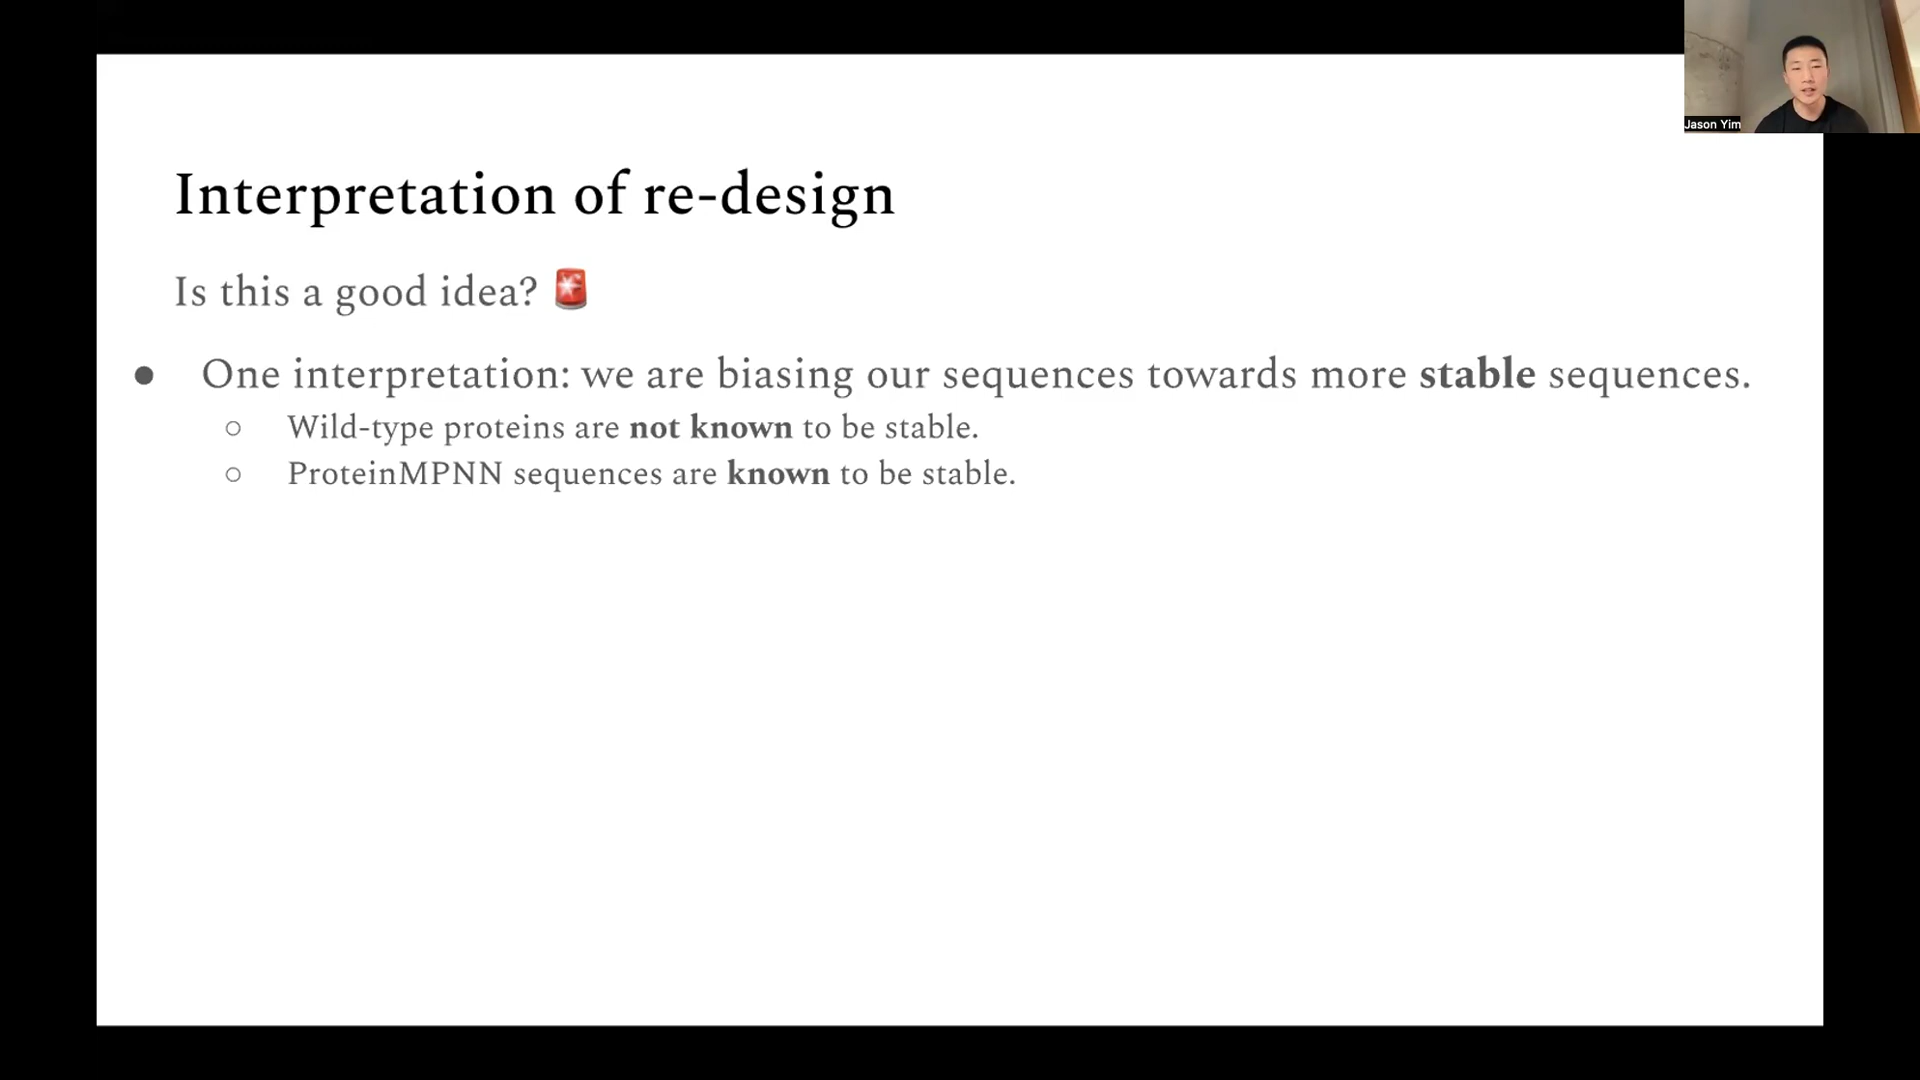 Jason Yim
Interpretation of re-design
Is this a good idea? 🚨
● One interpretation: we are biasing our sequences towards more stable sequences.
○ Wild-type proteins are not known to be stable.
○ ProteinMPNN sequences are known to be stable.